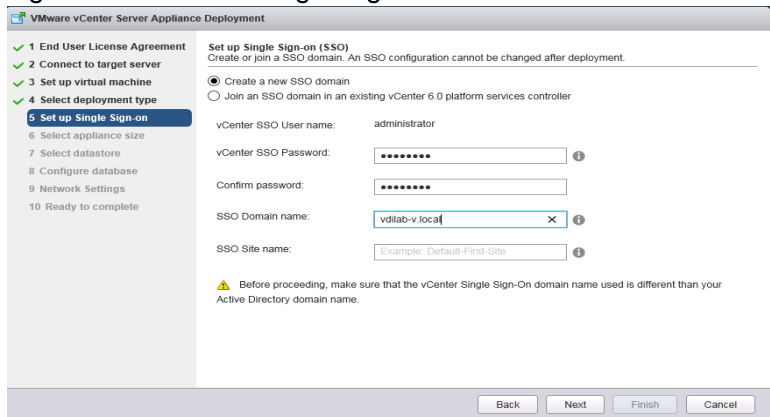 VMware vCenter Server Appliance Deployment
1 End User License Agreement
2 Connect to target server
3 Set up virtual machine
4 Select deployment type
5 Set up Single Sign-on
6 Select appliance size
7 Select datastore
8 Configure database
9 Network Settings
10 Ready to complete
Set up Single Sign-on (SSO)
Create or join a SSO domain. An SSO configuration cannot be changed after deployment.
Create a new SSO domain
Join an SSO domain in an existing vCenter 6.0 platform services controller
vCenter SSO User name: administrator
vCenter SSO Password: ••••••••
Confirm password: ••••••••
SSO Domain name: vdilab-v.local
SSO Site name: Example: Default-First-Site
Before proceeding, make sure that the vCenter Single Sign-On domain name used is different than your
Active Directory domain name.
Back Next Finish Cancel